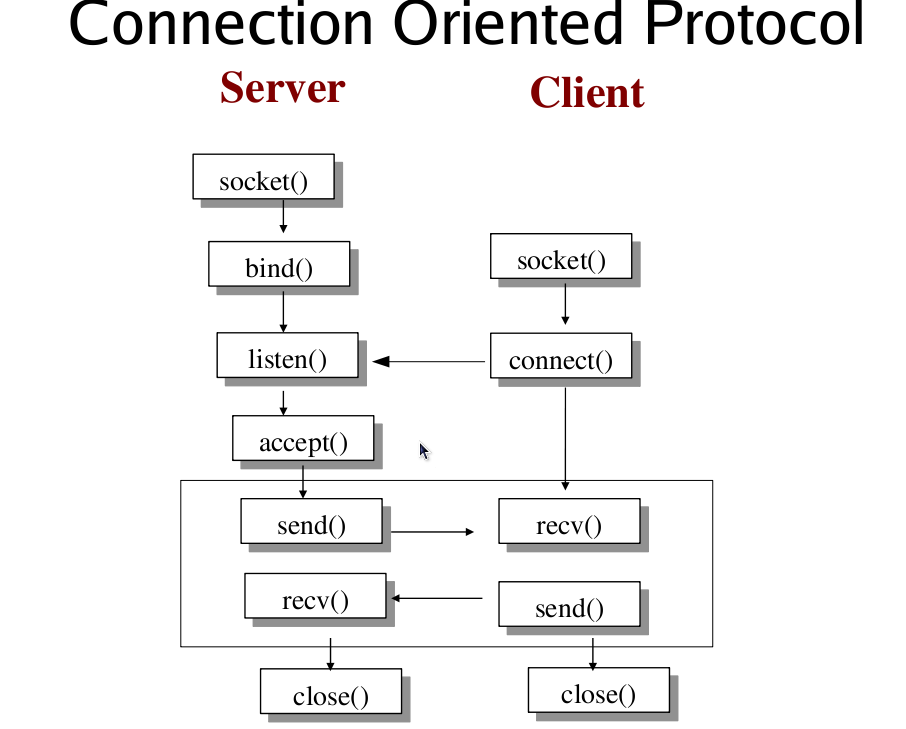 Connection Oriented Protocol
Server
Client
socket()
bind()
socket()
listen()
connect()
accept()
send()
recv()
recv()
send()
close()
close()